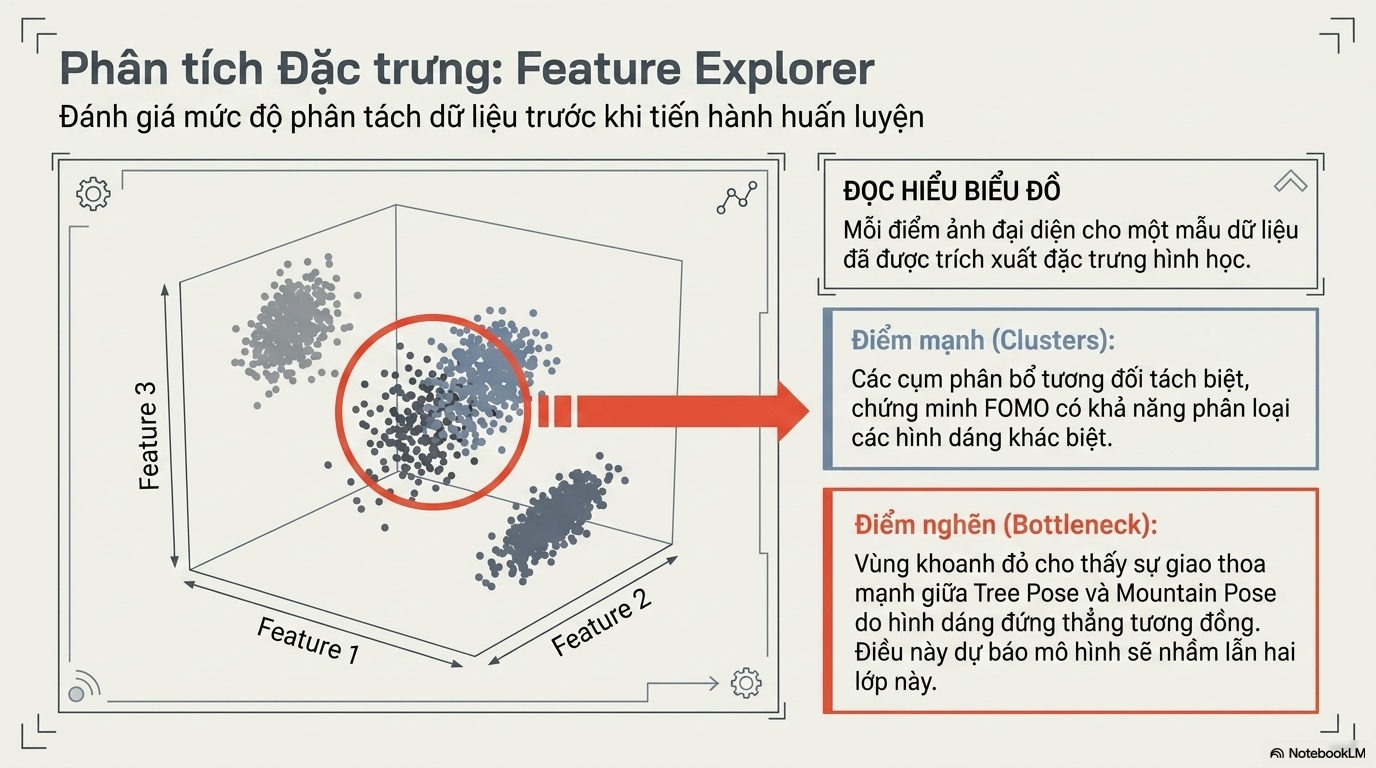 Phân tích Đặc trưng: Feature Explorer
Đánh giá mức độ phân tách dữ liệu trước khi tiến hành huấn luyện
Feature 3
Feature 1
Feature 2
ĐỌC HIỂU BIỂU ĐỒ
Mỗi điểm ảnh đại diện cho một mẫu dữ liệu
đã được trích xuất đặc trưng hình học.
Điểm mạnh (Clusters):
Các cụm phân bổ tương đối tách biệt,
chứng minh FOMO có khả năng phân loại
các hình dáng khác biệt.
Điểm nghẽn (Bottleneck):
Vùng khoanh đỏ cho thấy sự giao thoa
mạnh giữa Tree Pose và Mountain Pose
do hình dáng đứng thẳng tương đồng.
Điều này dự báo mô hình sẽ nhầm lẫn hai
lớp này.
NotebookLM